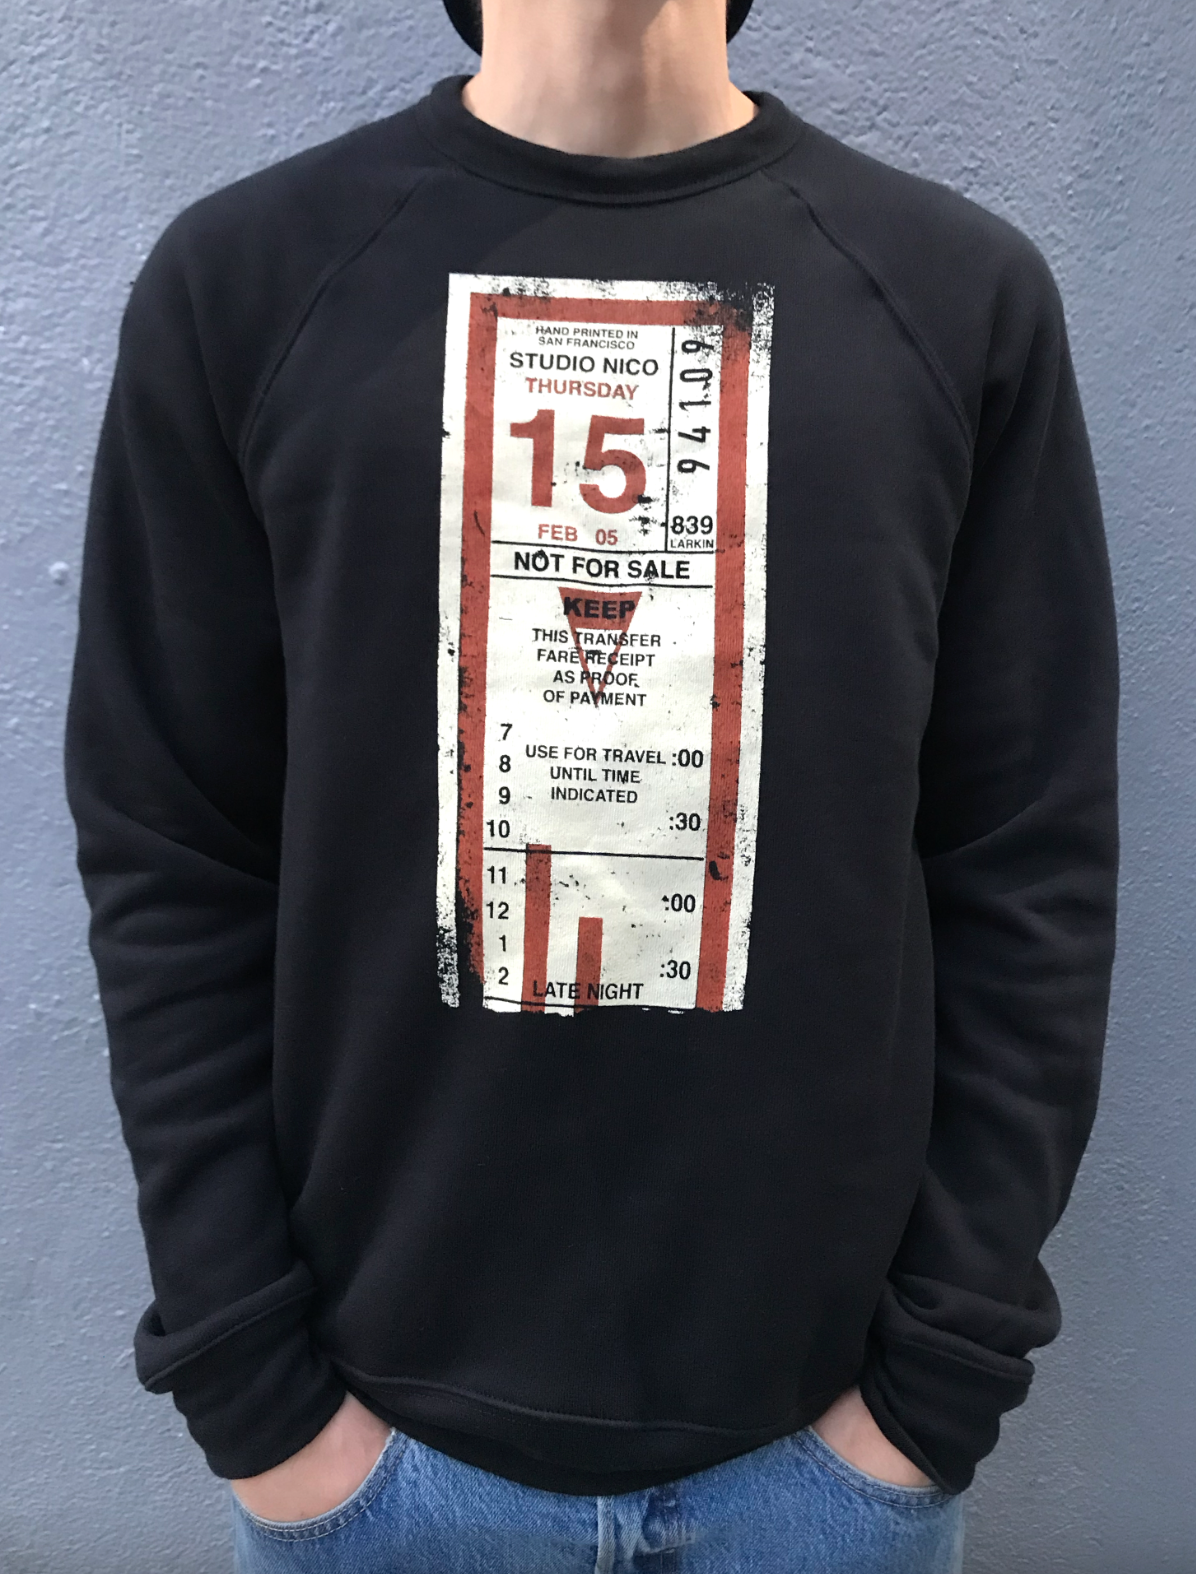 HAND PRINTED IN
SAN FRANCISCO
STUDIO NICO
THURSDAY
15
FEB 05
94109
839
LARKIN
NOT FOR SALE
KEEP
THIS TRANSFER
FARE RECEIPT
AS PROOF
OF PAYMENT
7
8
9
10
USE FOR TRAVEL
UNTIL TIME
INDICATED
:00
:30
11
12
1
2
:00
:30
LATE NIGHT